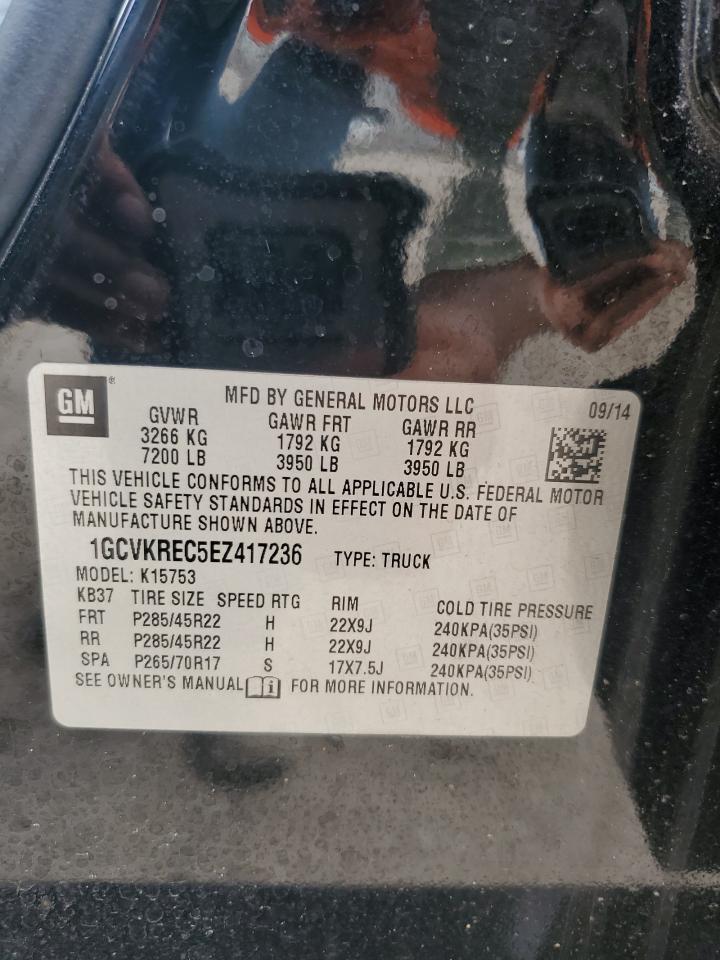 GM®
MFD BY GENERAL MOTORS LLC 09/14
GVWR GAWR FRT GAWR RR
3266 KG 1792 KG 1792 KG
7200 LB 3950 LB 3950 LB
THIS VEHICLE CONFORMS TO ALL APPLICABLE U.S. FEDERAL MOTOR
VEHICLE SAFETY STANDARDS IN EFFECT ON THE DATE OF
MANUFACTURE SHOWN ABOVE.
1GCVKREC5EZ417236 TYPE: TRUCK
MODEL: K15753
KB37 TIRE SIZE SPEED RTG RIM COLD TIRE PRESSURE
FRT P285/45R22 H 22X9J 240KPA(35PSI)
RR P285/45R22 H 22X9J 240KPA(35PSI)
SPA P265/70R17 S 17X7.5J 240KPA(35PSI)
SEE OWNER'S MANUAL i FOR MORE INFORMATION.